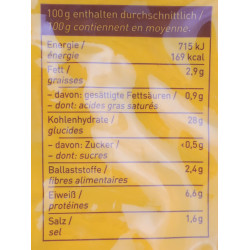 100g enthalten durchschnittlich /
100g contiennent en moyenne:
Energie / 715 kJ
énergie 169 kcal
Fett / 2,9g
graisses
– davon: gesättigte Fettsäuren / 0,9g
– dont: acides gras saturés
Kohlenhydrate / 28g
glucides
– davon: Zucker / <0,5g
– dont: sucres
Ballaststoffe / 2,4g
fibres alimentaires
Eiweiß / 6,6g
protéines
Salz / 1,6g
sel